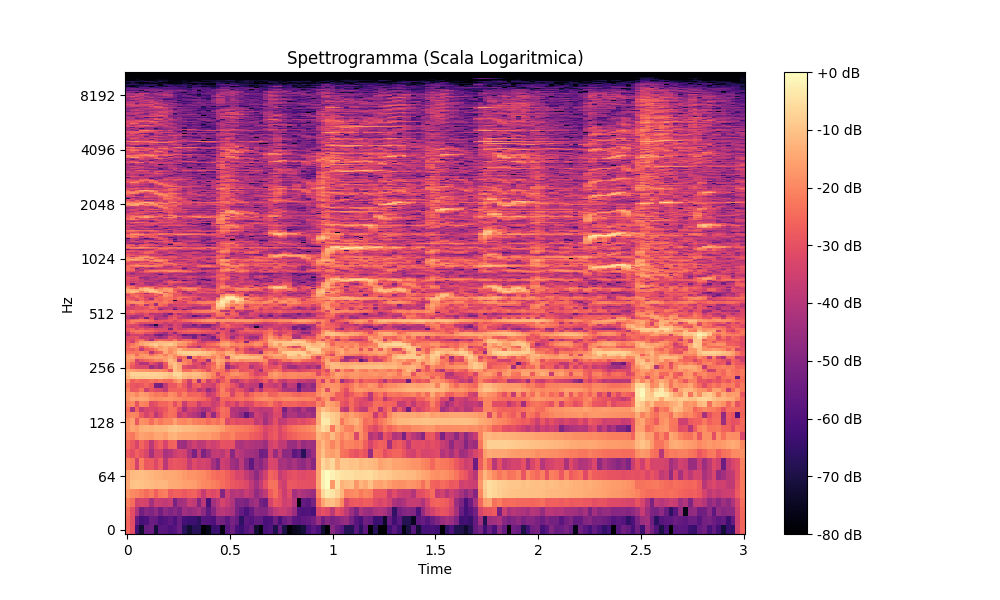 Spettrogramma (Scala Logaritmica)
Hz
8192
4096
2048
1024
512
256
128
64
0
0 0.5 1 1.5 2 2.5 3
Time
+0 dB
-10 dB
-20 dB
-30 dB
-40 dB
-50 dB
-60 dB
-70 dB
-80 dB